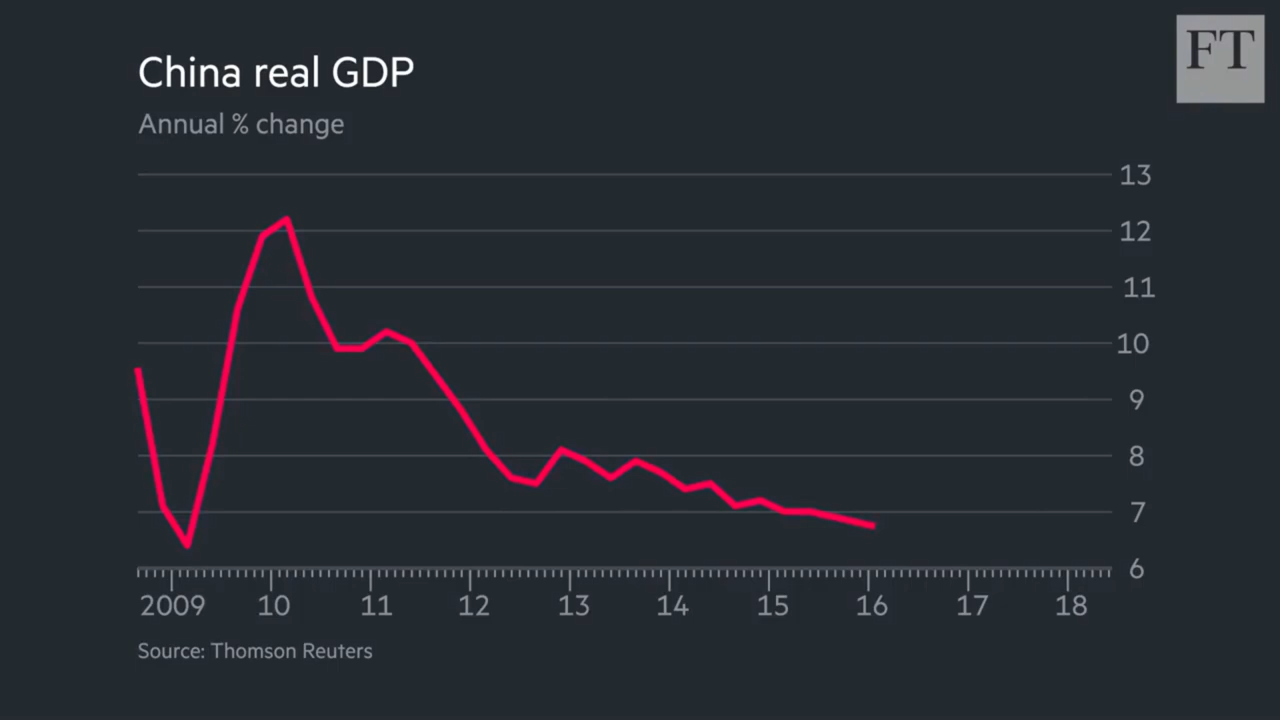 FT
China real GDP
Annual % change
13
12
11
10
9
8
7
6
2009 10 11 12 13 14 15 16 17 18
Source: Thomson Reuters